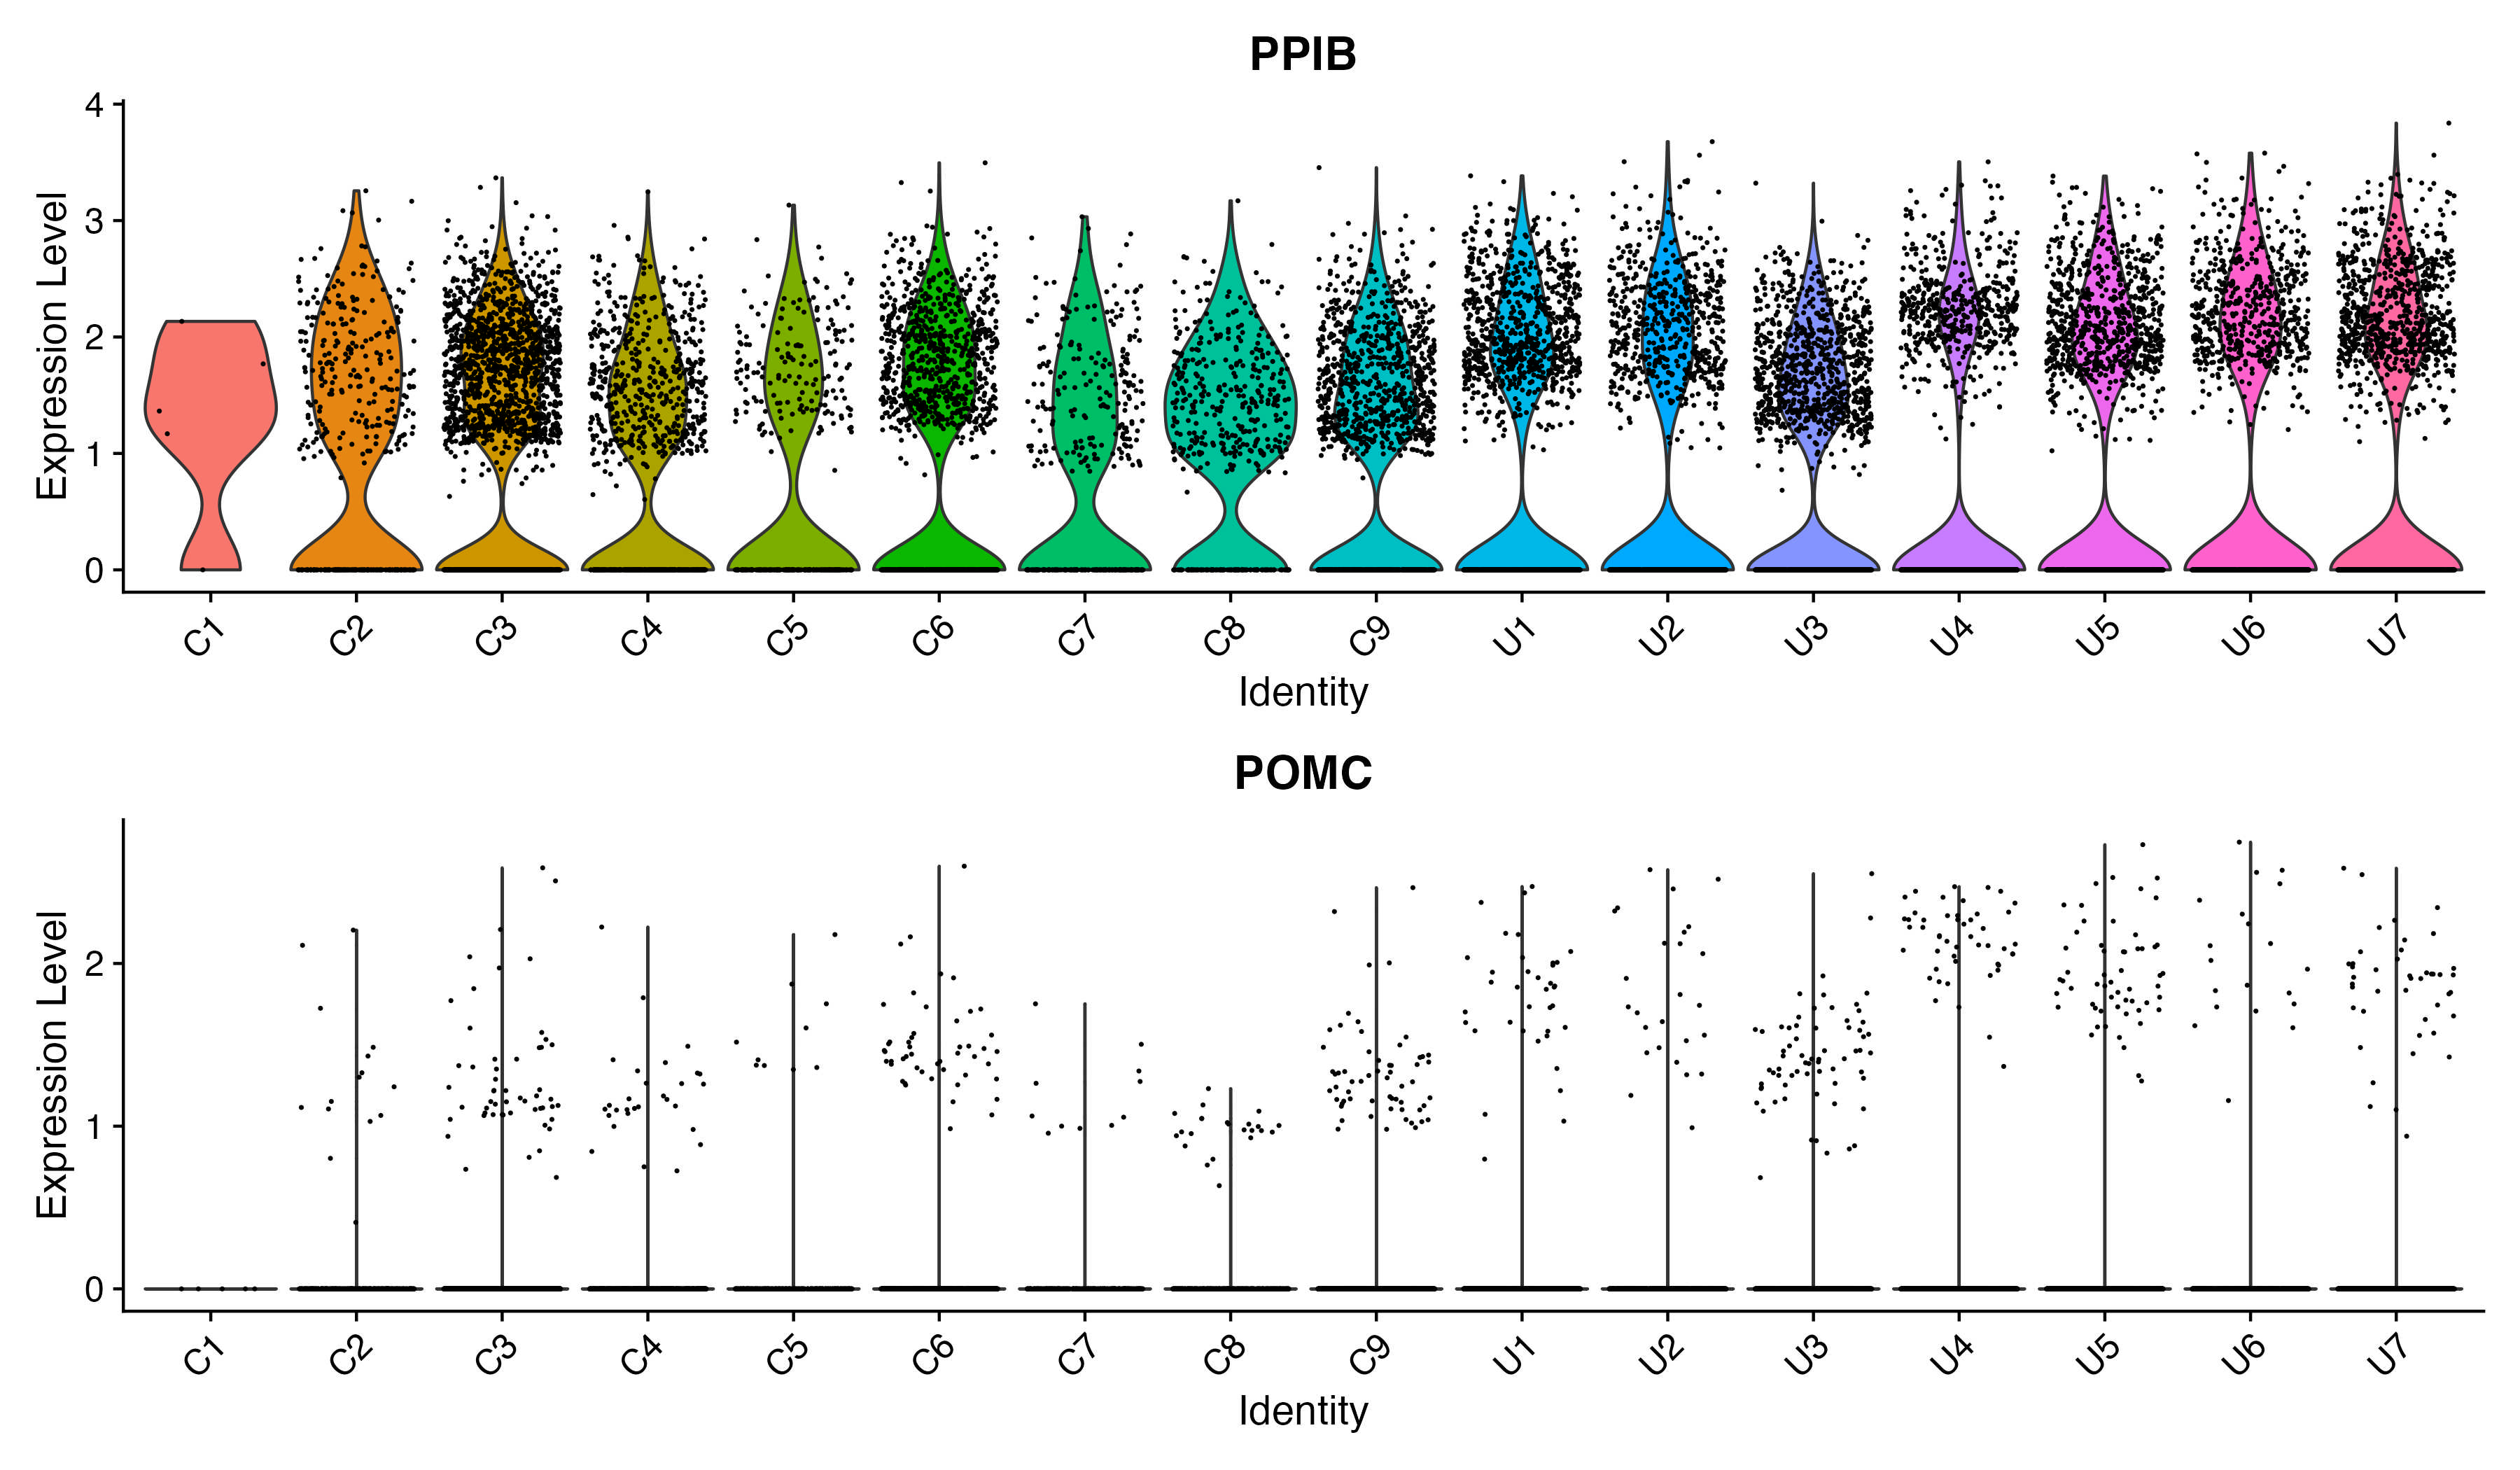 PPIB
Expression Level
4
3
2
1
0
C1 C2 C3 C4 C5 C6 C7 C8 C9 U1 U2 U3 U4 U5 U6 U7
Identity
POMC
Expression Level
2
1
0
C1 C2 C3 C4 C5 C6 C7 C8 C9 U1 U2 U3 U4 U5 U6 U7
Identity